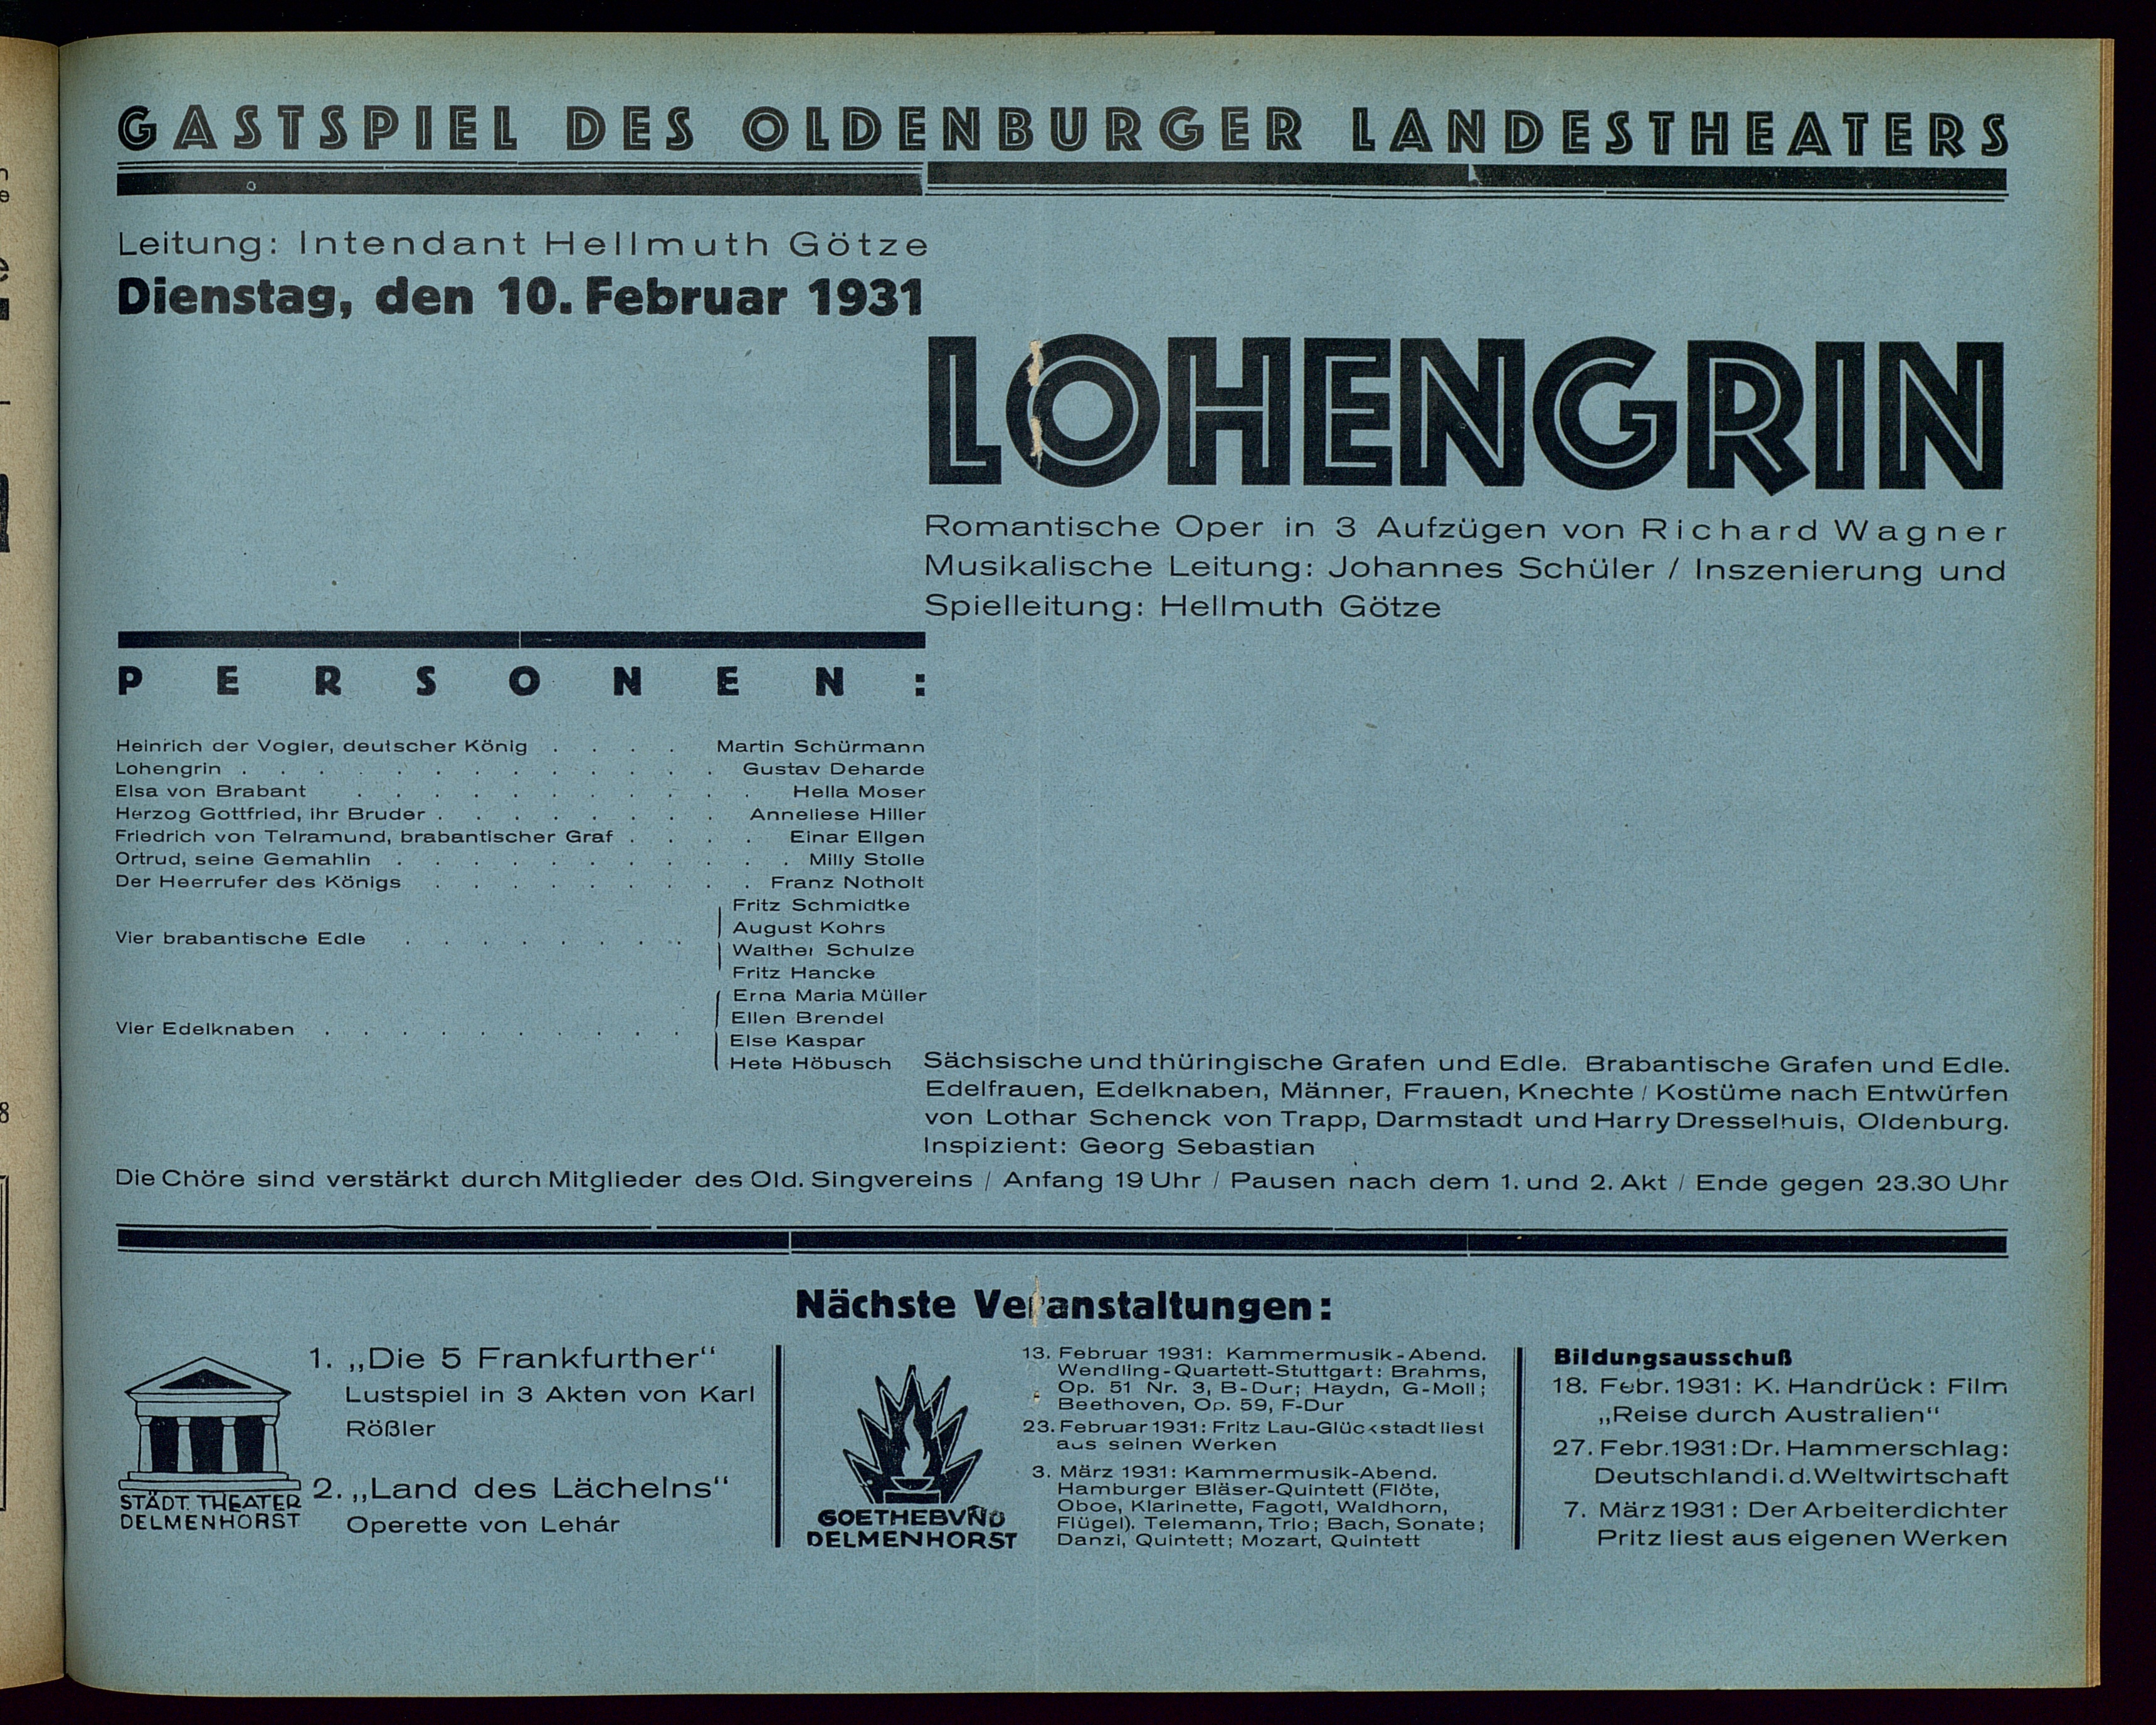 GASTSPIEL DES OLDENBURGER LANDESTHEATERS
Leitung: Intendant Hellmuth Götze
Dienstag, den 10. Februar 1931
LOHENGRIN
Romantische Oper in 3 Aufzügen von Richard Wagner
Musikalische Leitung: Johannes Schüler / Inszenierung und
Spielleitung: Hellmuth Götze
PERSONEN:
Heinrich der Vogler, deutscher König . . . . Martin Schürmann
Lohengrin . . . . . . . . . . . . . Gustav Deharde
Elsa von Brabant . . . . . . . . . . . Hella Moser
Herzog Gottfried, ihr Bruder . . . . . . . . Anneliese Hiller
Friedrich von Telramund, brabantischer Graf . . . . Einar Ellgen
Ortrud, seine Gemahlin . . . . . . . . . . . Milly Stolle
Der Heerrufer des Königs . . . . . . . . . Franz Notholt
Fritz Schmidtke
August Kohrs
Vier brabantische Edle . . . . . . . .
Walther Schulze
Fritz Hancke
Erna Maria Müller
Ellen Brendel
Vier Edelknaben . . . . . . . . . .
Else Kaspar
Hete Höbusch
Sächsische und thüringische Grafen und Edle. Brabantische Grafen und Edle.
Edelfrauen, Edelknaben, Männer, Frauen, Knechte / Kostüme nach Entwürfen
von Lothar Schenck von Trapp, Darmstadt und Harry Dresselhuis, Oldenburg.
Inspizient: Georg Sebastian
Die Chöre sind verstärkt durch Mitglieder des Old. Singvereins / Anfang 19 Uhr / Pausen nach dem 1. und 2. Akt / Ende gegen 23.30 Uhr
Nächste Veranstaltungen:
STÄDT. THEATER
DELMENHORST
1. „Die 5 Frankfurther“
Lustspiel in 3 Akten von Karl
Rößler
2. „Land des Lächelns“
Operette von Lehár
GOETHEBVND
DELMENHORST
13. Februar 1931: Kammermusik-Abend.
Wendling-Quartett-Stuttgart: Brahms,
Op. 51 Nr. 3, B-Dur; Haydn, G-Moll;
Beethoven, Op. 59, F-Dur
23. Februar 1931: Fritz Lau-Glückstadt liest
aus seinen Werken
3. März 1931: Kammermusik-Abend.
Hamburger Bläser-Quintett (Flöte,
Oboe, Klarinette, Fagott, Waldhorn,
Flügel). Telemann, Trio; Bach, Sonate;
Danzi, Quintett; Mozart, Quintett
Bildungsausschuß
18. Febr. 1931: K. Handrück: Film
„Reise durch Australien“
27. Febr. 1931: Dr. Hammerschlag:
Deutschland i. d. Weltwirtschaft
7. März 1931: Der Arbeiterdichter
Pritz liest aus eigenen Werken